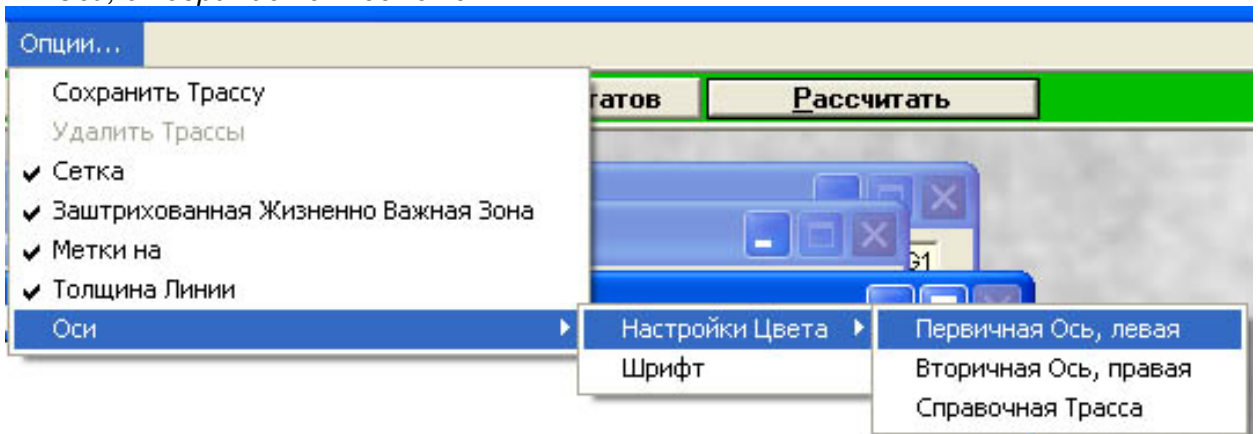 Опции...
Сохранить Трассу
татов
Рассчитать
Удалить Трассы
Сетка
Заштрихованная Жизненно Важная Зона
Метки на
G1
Толщина Линии
Оси
Настройки Цвета
Первичная Ось, левая
Шрифт
Вторичная Ось, правая
Справочная Трасса